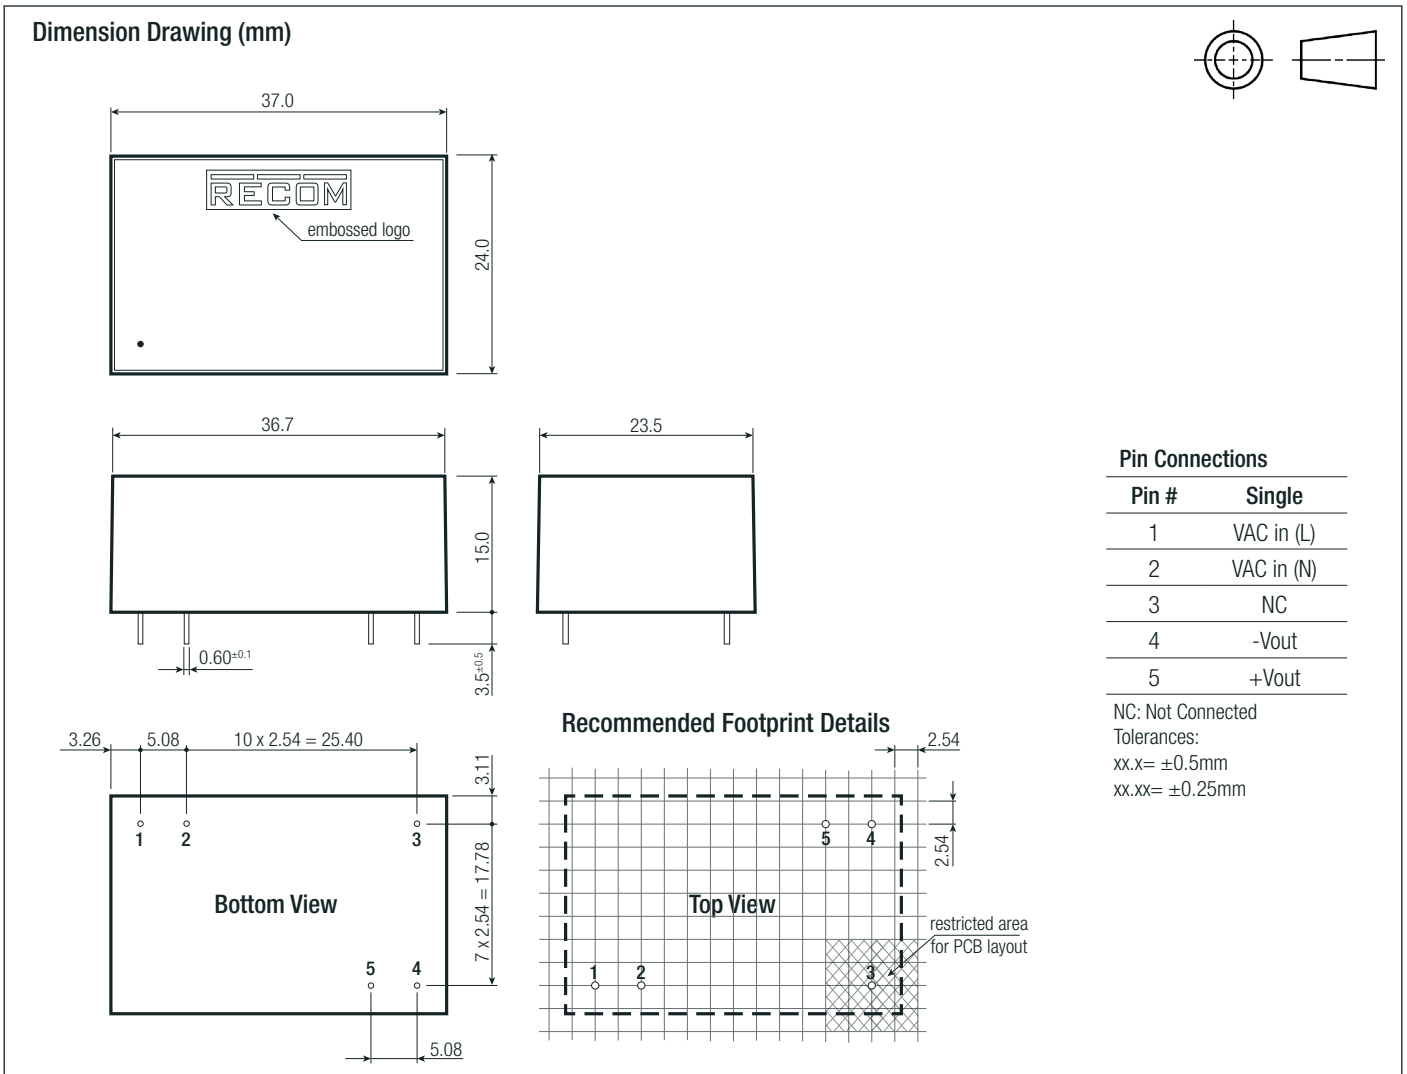 Dimension Drawing (mm)
37.0
RECOM
embossed logo
24.0
36.7
23.5
15.0
0.60±0.1
3.5±0.5
Pin Connections
Pin # Single
1 VAC in (L)
2 VAC in (N)
3 NC
4 -Vout
5 +Vout
NC: Not Connected
Tolerances:
xx.x= ±0.5mm
xx.xx= ±0.25mm
3.26 5.08 10 x 2.54 = 25.40
3.11
1 2 3
7 x 2.54 = 17.78
Bottom View
5 4
5.08
Recommended Footprint Details
2.54
2.54
5 4
Top View
restricted area
for PCB layout
1 2 3